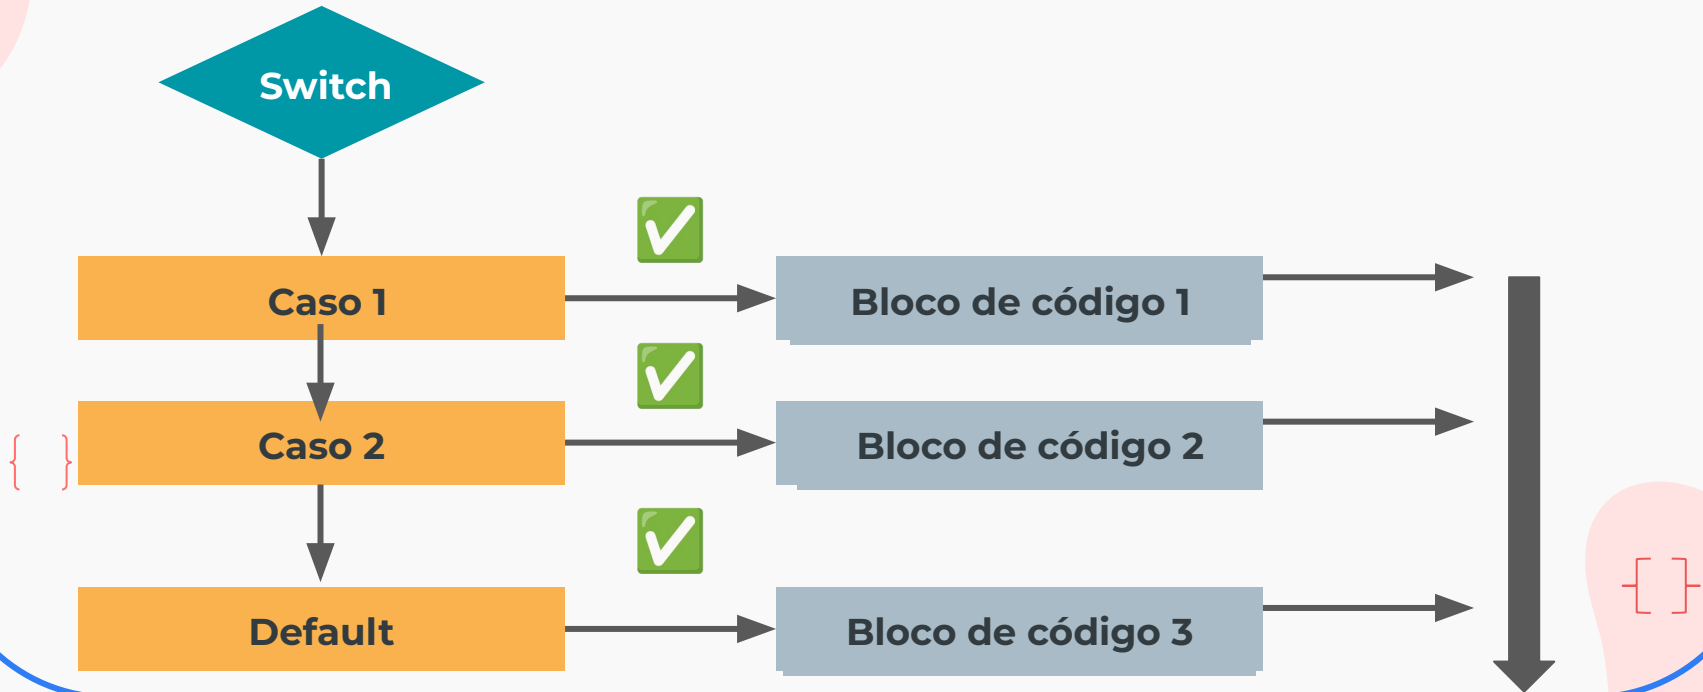 Switch
Caso 1
Bloco de código 1
Caso 2
Bloco de código 2
{ }
Default
Bloco de código 3